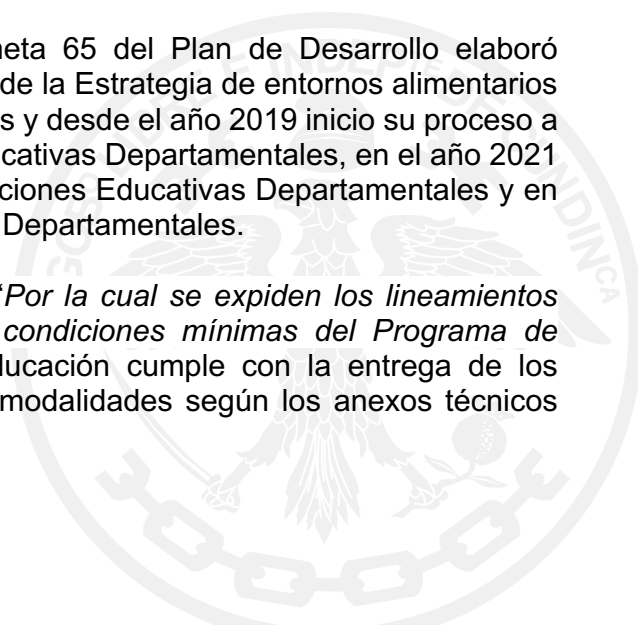 neta 65 del Plan de Desarrollo elaboró
de la Estrategia de entornos alimentarios
s y desde el año 2019 inicio su proceso a
cativas Departamentales, en el año 2021
ciones Educativas Departamentales y en
Departamentales.
“Por la cual se expiden los lineamientos
condiciones mínimas del Programa de
ducación cumple con la entrega de los
modalidades según los anexos técnicos